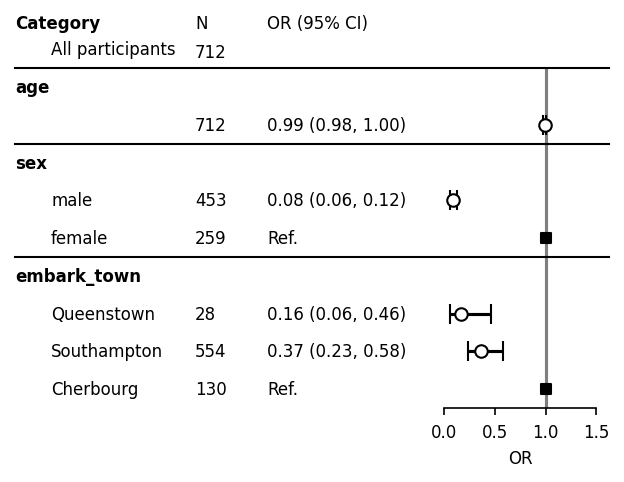 Category N OR (95% CI)
All participants 712
age
712 0.99 (0.98, 1.00)
sex
male 453 0.08 (0.06, 0.12)
female 259 Ref.
embark_town
Queenstown 28 0.16 (0.06, 0.46)
Southampton 554 0.37 (0.23, 0.58)
Cherbourg 130 Ref.
0.0 0.5 1.0 1.5
OR